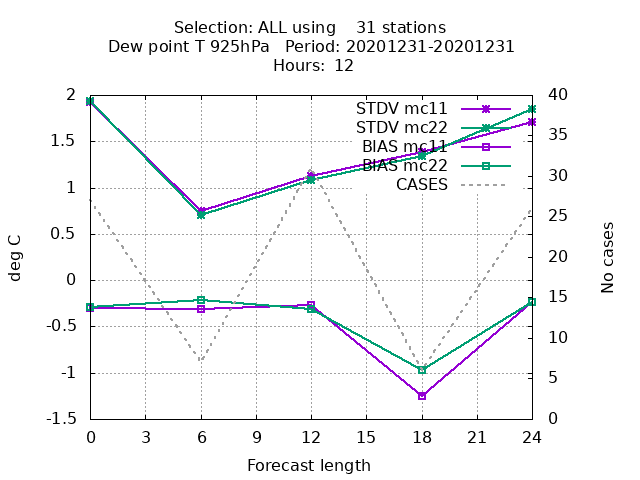 Selection: ALL using    31 stations
Dew point T 925hPa   Period: 20201231-20201231
Hours: 12
STDV mc11
STDV mc22
BIAS mc11
BIAS mc22
CASES
2
1.5
1
0.5
0
-0.5
-1
-1.5
40
35
30
25
20
15
10
5
0
deg C
No cases
0 3 6 9 12 15 18 21 24
Forecast length